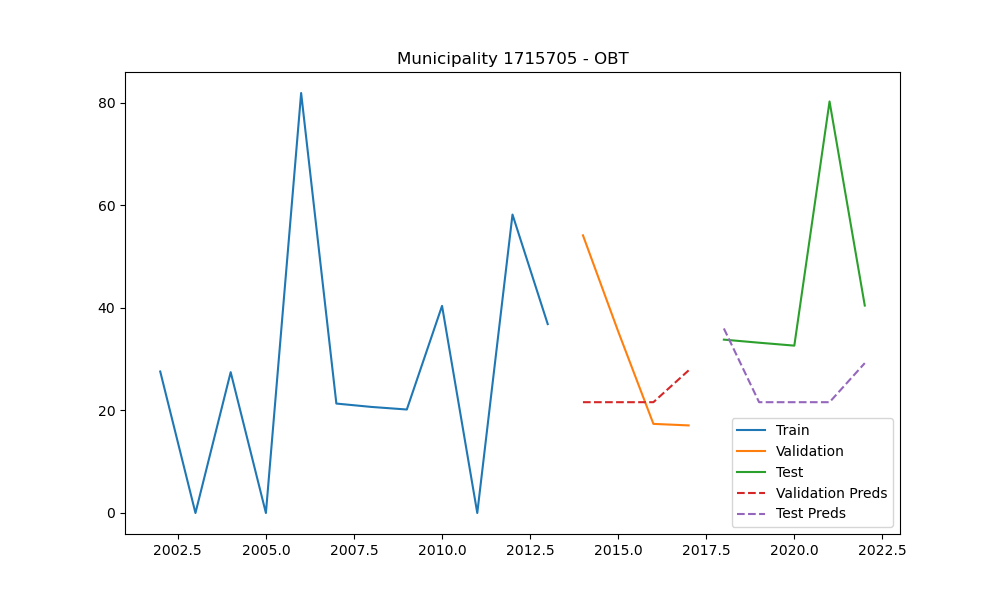 Municipality 1715705 - OBT
80
60
40
20
0
2002.5 2005.0 2007.5 2010.0 2012.5 2015.0 2017.5 2020.0 2022.5
Train
Validation
Test
Validation Preds
Test Preds